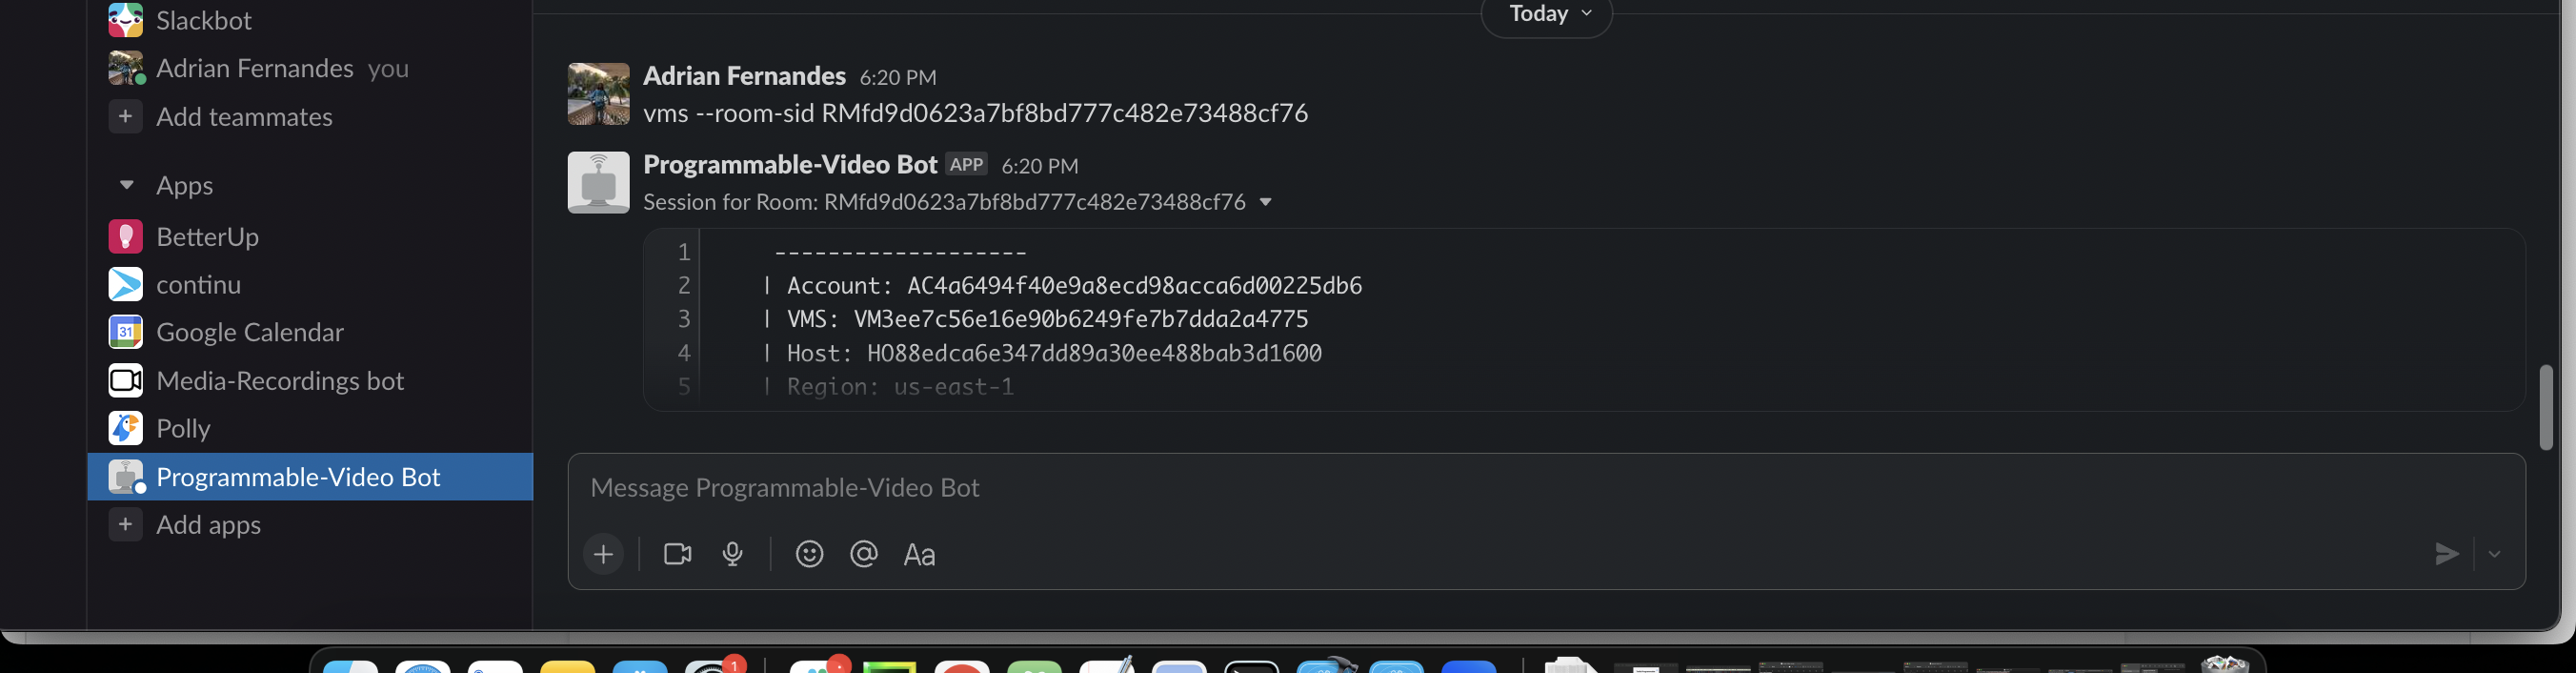 Slackbot
Adrian Fernandes you
Add teammates
Apps
BetterUp
continu
Google Calendar
31
Media-Recordings bot
Polly
Programmable-Video Bot
Add apps
Today
Adrian Fernandes 6:20 PM
vms --room-sid RMfd9d0623a7bf8bd777c482e73488cf76
Programmable-Video Bot APP 6:20 PM
Session for Room: RMfd9d0623a7bf8bd777c482e73488cf76
1 -------------------
2 | Account: AC4a6494f40e9a8ecd98acca6d00225db6
3 | VMS: VM3ee7c56e16e90b6249fe7b7dda2a4775
4 | Host: HO88edca6e347dd89a30ee488bab3d1600
5 | Region: us-east-1
Message Programmable-Video Bot
Aa
1